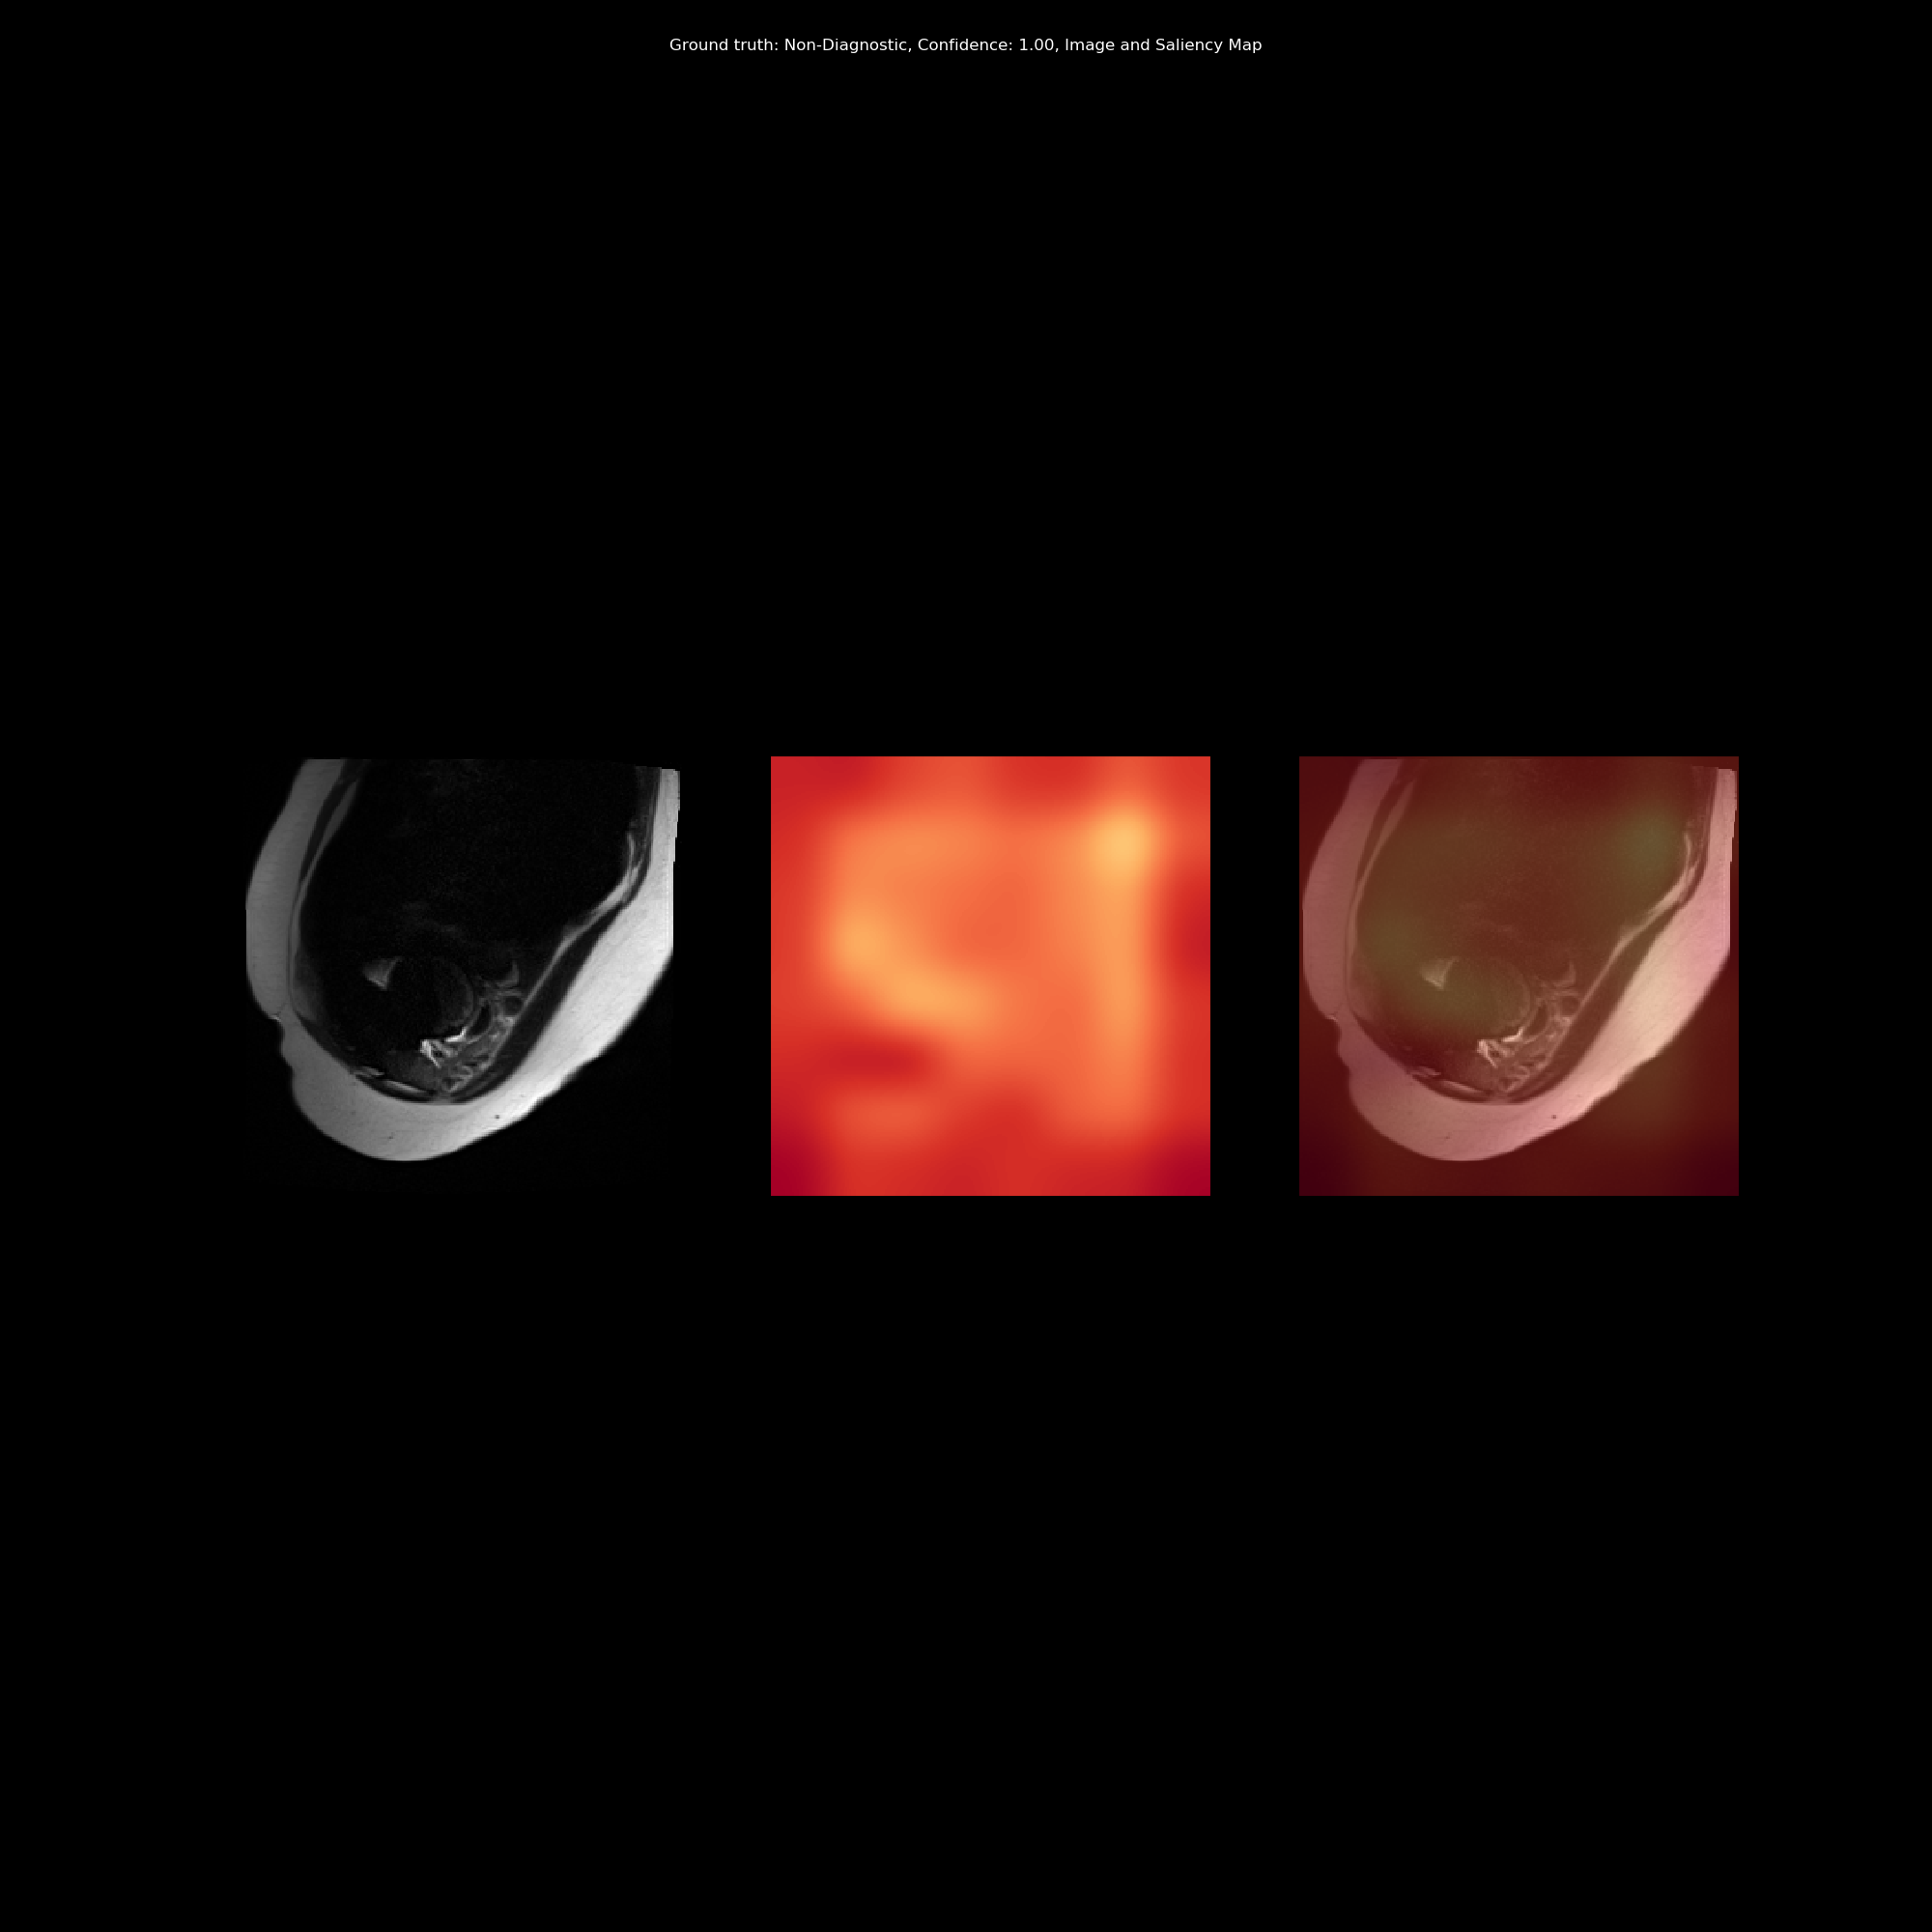 Ground truth: Non-Diagnostic, Confidence: 1.00, Image and Saliency Map